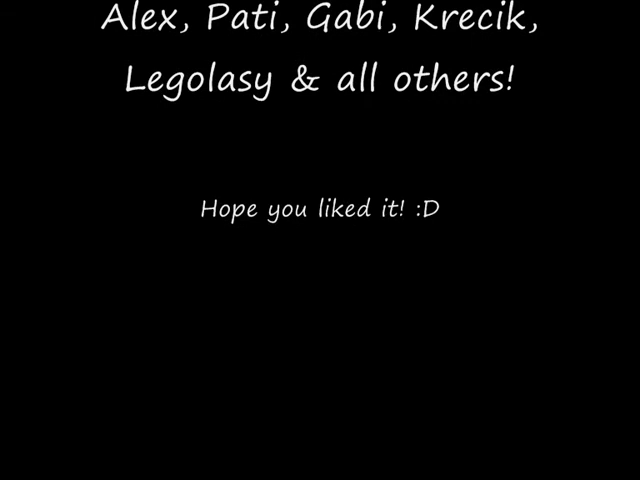 Alex, Pati, Gabi, Krecik,
Legolasy & all others!
Hope you liked it! :D